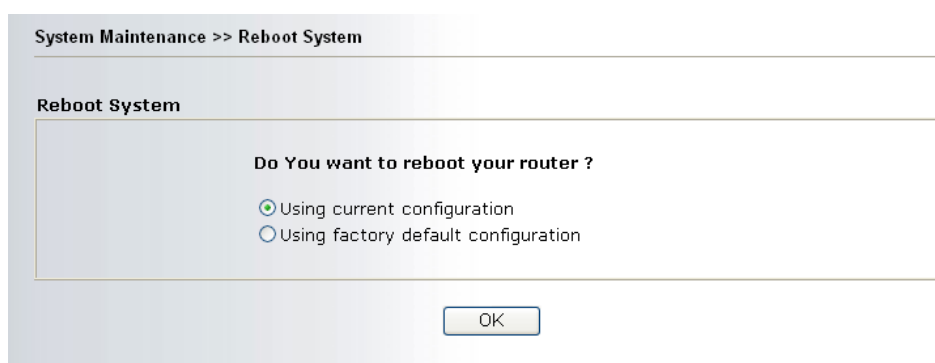 System Maintenance >> Reboot System
Reboot System
Do You want to reboot your router ?
Using current configuration
Using factory default configuration
OK